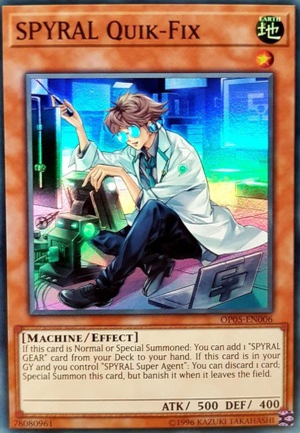 SPYRAL QUIK-FIX
EARTH
地
OP05-EN006
[MACHINE/EFFECT]
If this card is Normal or Special Summoned: You can add 1 "SPYRAL
GEAR" card from your Deck to your hand. If this card is in your
GY and you control "SPYRAL Super Agent": You can discard 1 card;
Special Summon this card, but banish it when it leaves the field.
ATK/ 500 DEF/ 400
78080961
©1996 KAZUKI TAKAHASHI